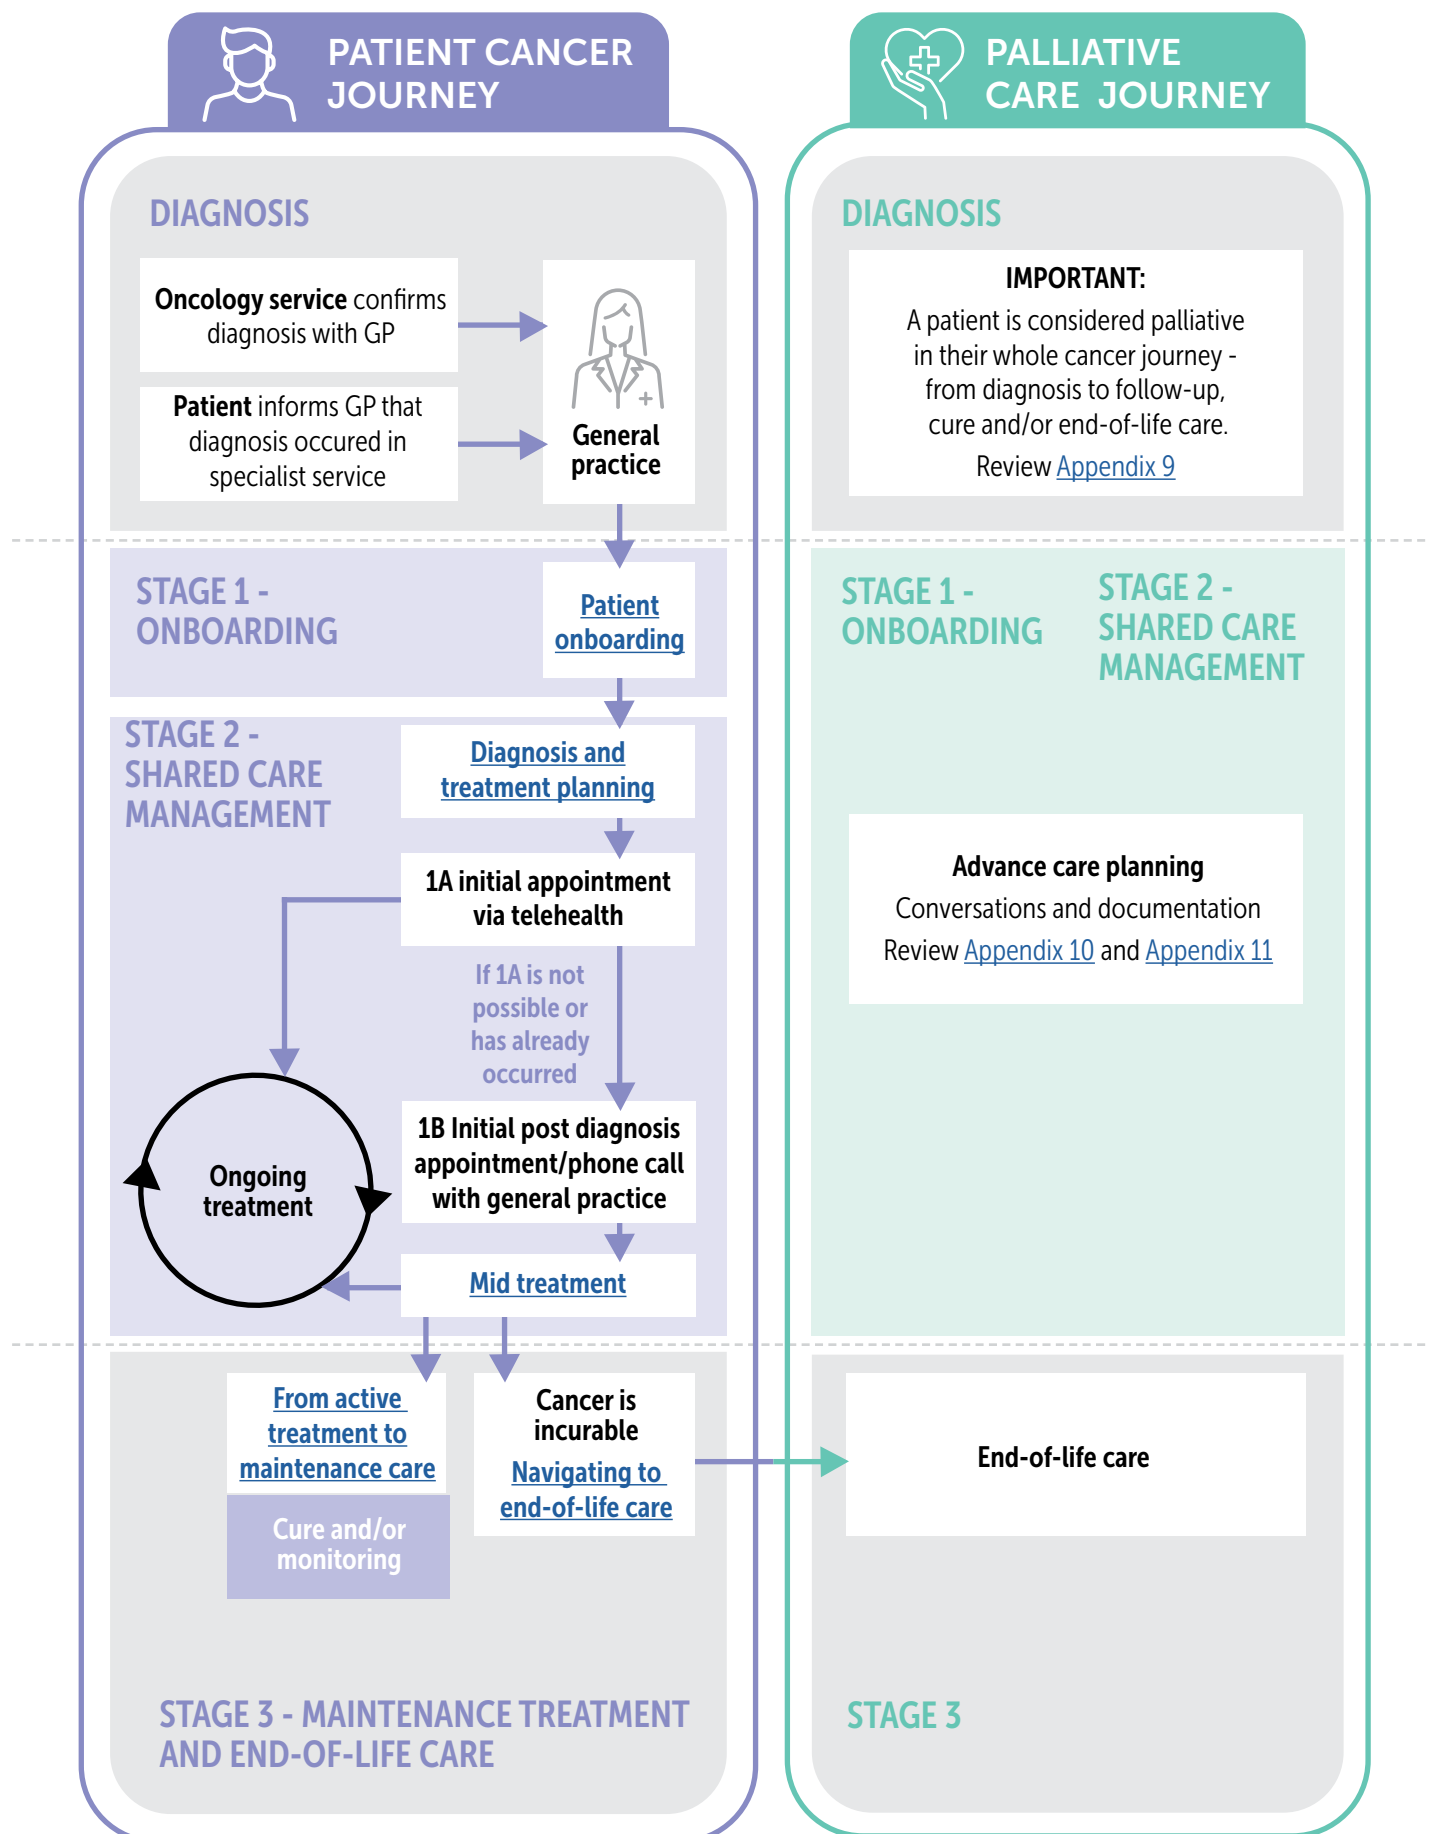 PATIENT CANCER
JOURNEY
DIAGNOSIS
Oncology service confirms
diagnosis with GP
Patient informs GP that
diagnosis occured in
specialist service
General
practice
STAGE 1 -
ONBOARDING
Patient
onboarding
STAGE 2 -
SHARED CARE
MANAGEMENT
Diagnosis and
treatment planning
1A initial appointment
via telehealth
If 1A is not
possible or
has already
occurred
1B Initial post diagnosis
appointment/phone call
with general practice
Ongoing
treatment
Mid treatment
From active
treatment to
maintenance care
Cure and/or
monitoring
Cancer is
incurable
Navigating to
end-of-life care
STAGE 3 - MAINTENANCE TREATMENT
AND END-OF-LIFE CARE
PALLIATIVE
CARE JOURNEY
DIAGNOSIS
IMPORTANT:
A patient is considered palliative
in their whole cancer journey -
from diagnosis to follow-up,
cure and/or end-of-life care.
Review Appendix 9
STAGE 1 -
ONBOARDING
STAGE 2 -
SHARED CARE
MANAGEMENT
Advance care planning
Conversations and documentation
Review Appendix 10 and Appendix 11
End-of-life care
STAGE 3